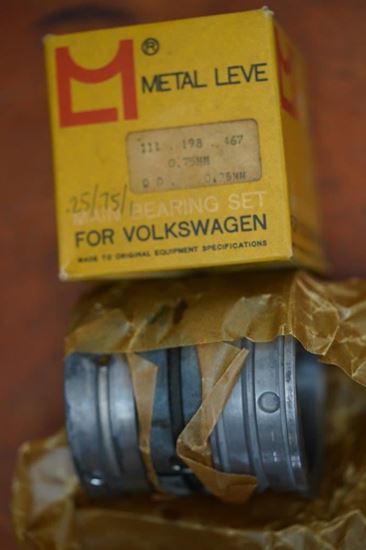 ®
METAL LEVE
111 . 198 . 467
0.75MM
O D . 0.75MM
.25/.75/1
MAIN BEARING SET
FOR VOLKSWAGEN
MADE TO ORIGINAL EQUIPMENT SPECIFICATIONS